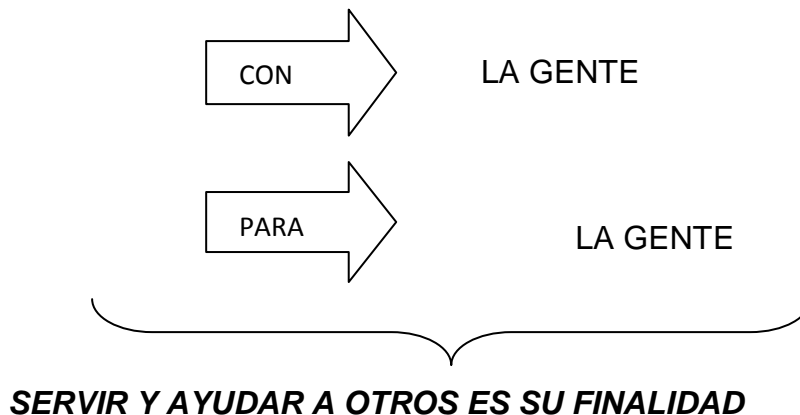 CON LA GENTE
PARA LA GENTE
SERVIR Y AYUDAR A OTROS ES SU FINALIDAD